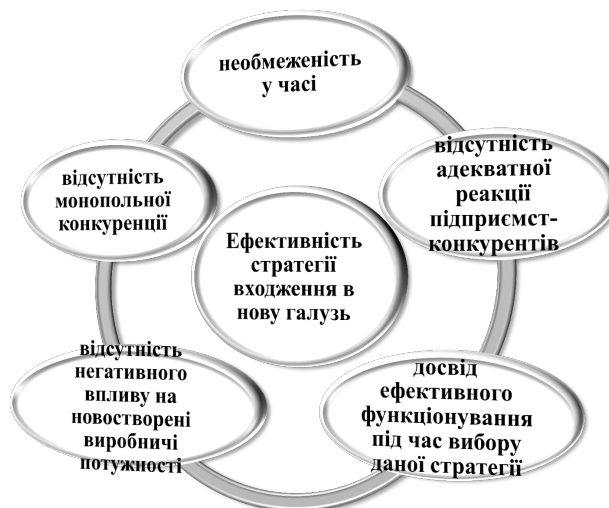 необмеженість
у часі
відсутність
адекватної
реакції
підприємст-
конкурентів
відсутність
монопольної
конкуренції
Ефективність
стратегії
входження в
нову галузь
відсутність
негативного
впливу на
новостворені
виробничі
потужності
досвід
ефективного
функціонування
під час вибору
даної стратегії